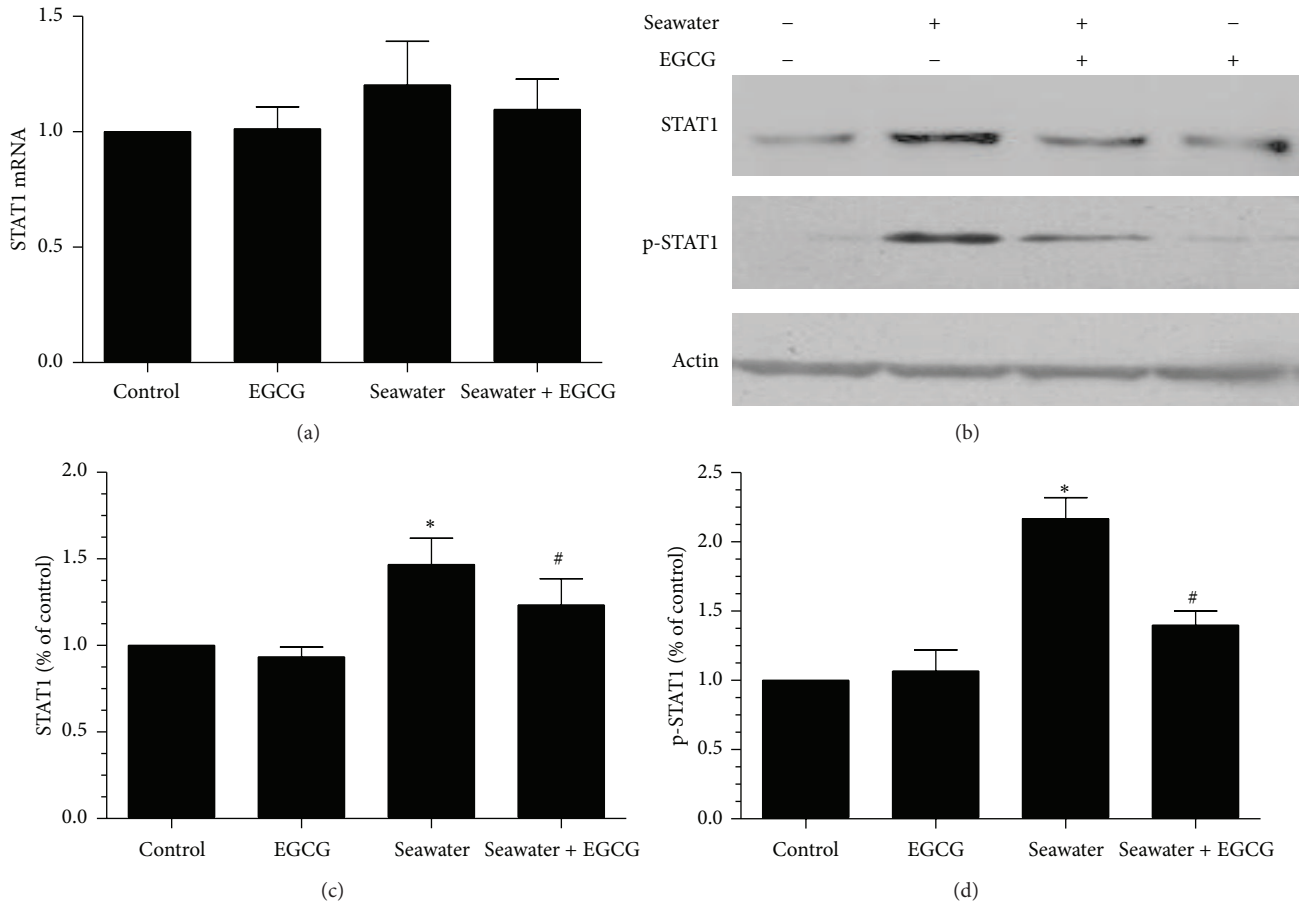 1.5
1.0
0.5
0.0
STAT1 mRNA
Control EGCG Seawater Seawater + EGCG
(a)
Seawater − + + −
EGCG − − + +
STAT1
p-STAT1
Actin
(b)
2.0
1.5
1.0
0.5
0.0
STAT1 (% of control)
*
#
Control EGCG Seawater Seawater + EGCG
(c)
2.5
2.0
1.5
1.0
0.5
0.0
p-STAT1 (% of control)
*
#
Control EGCG Seawater Seawater + EGCG
(d)